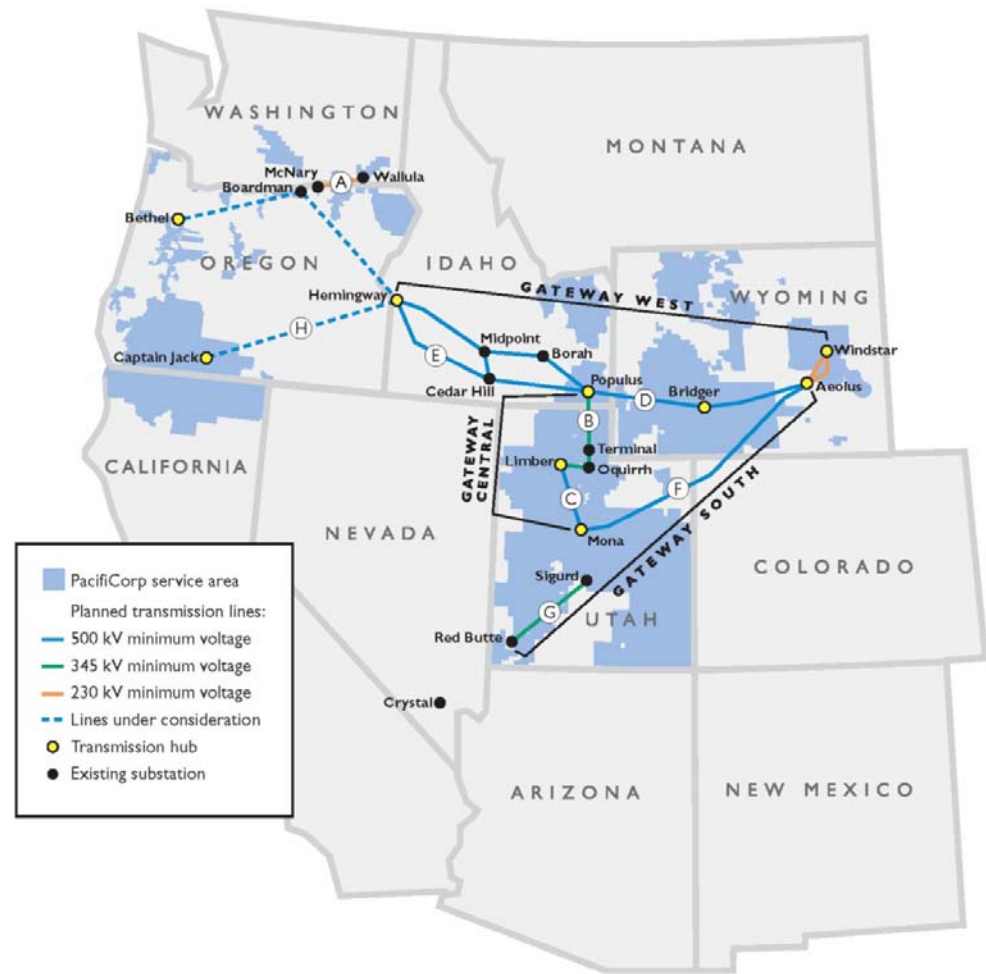 WASHINGTON
MONTANA
McNary
A
Wallula
Boardman
Bethel
OREGON
IDAHO
GATEWAY WEST
WYOMING
Hemingway
H
Captain Jack
E
Midpoint
Borah
Windstar
Cedar Hill
Populus
D
Bridger
Aeolus
B
GATEWAY
CENTRAL
Terminal
Limber
Oquirrh
CALIFORNIA
C
F
GATEWAY SOUTH
NEVADA
Mona
COLORADO
Sigurd
G
UTAH
Red Butte
Crystal
ARIZONA
NEW MEXICO
PacifiCorp service area
Planned transmission lines:
500 kV minimum voltage
345 kV minimum voltage
230 kV minimum voltage
Lines under consideration
Transmission hub
Existing substation